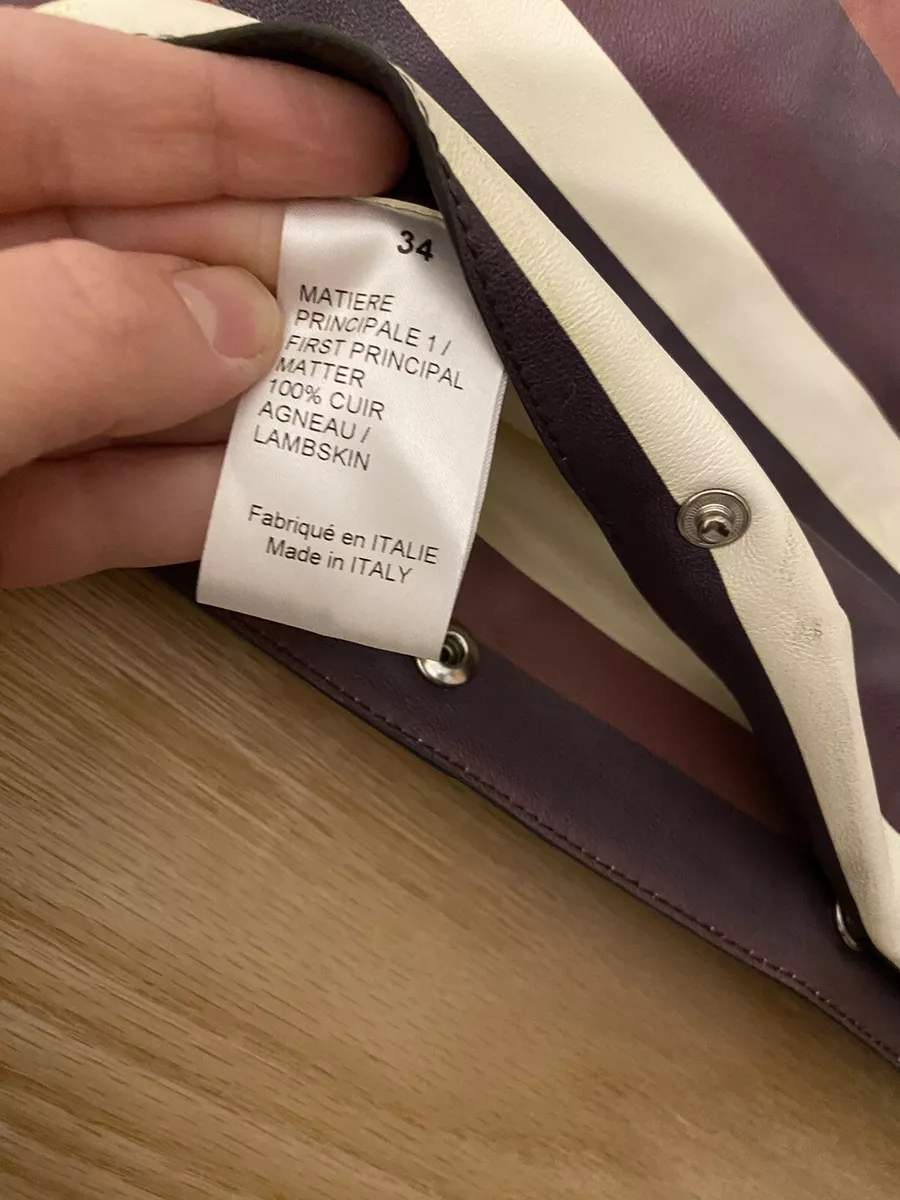 34
MATIERE
PRINCIPALE 1 /
FIRST PRINCIPAL
MATTER
100% CUIR
AGNEAU /
LAMBSKIN
Fabriqué en ITALIE
Made in ITALY